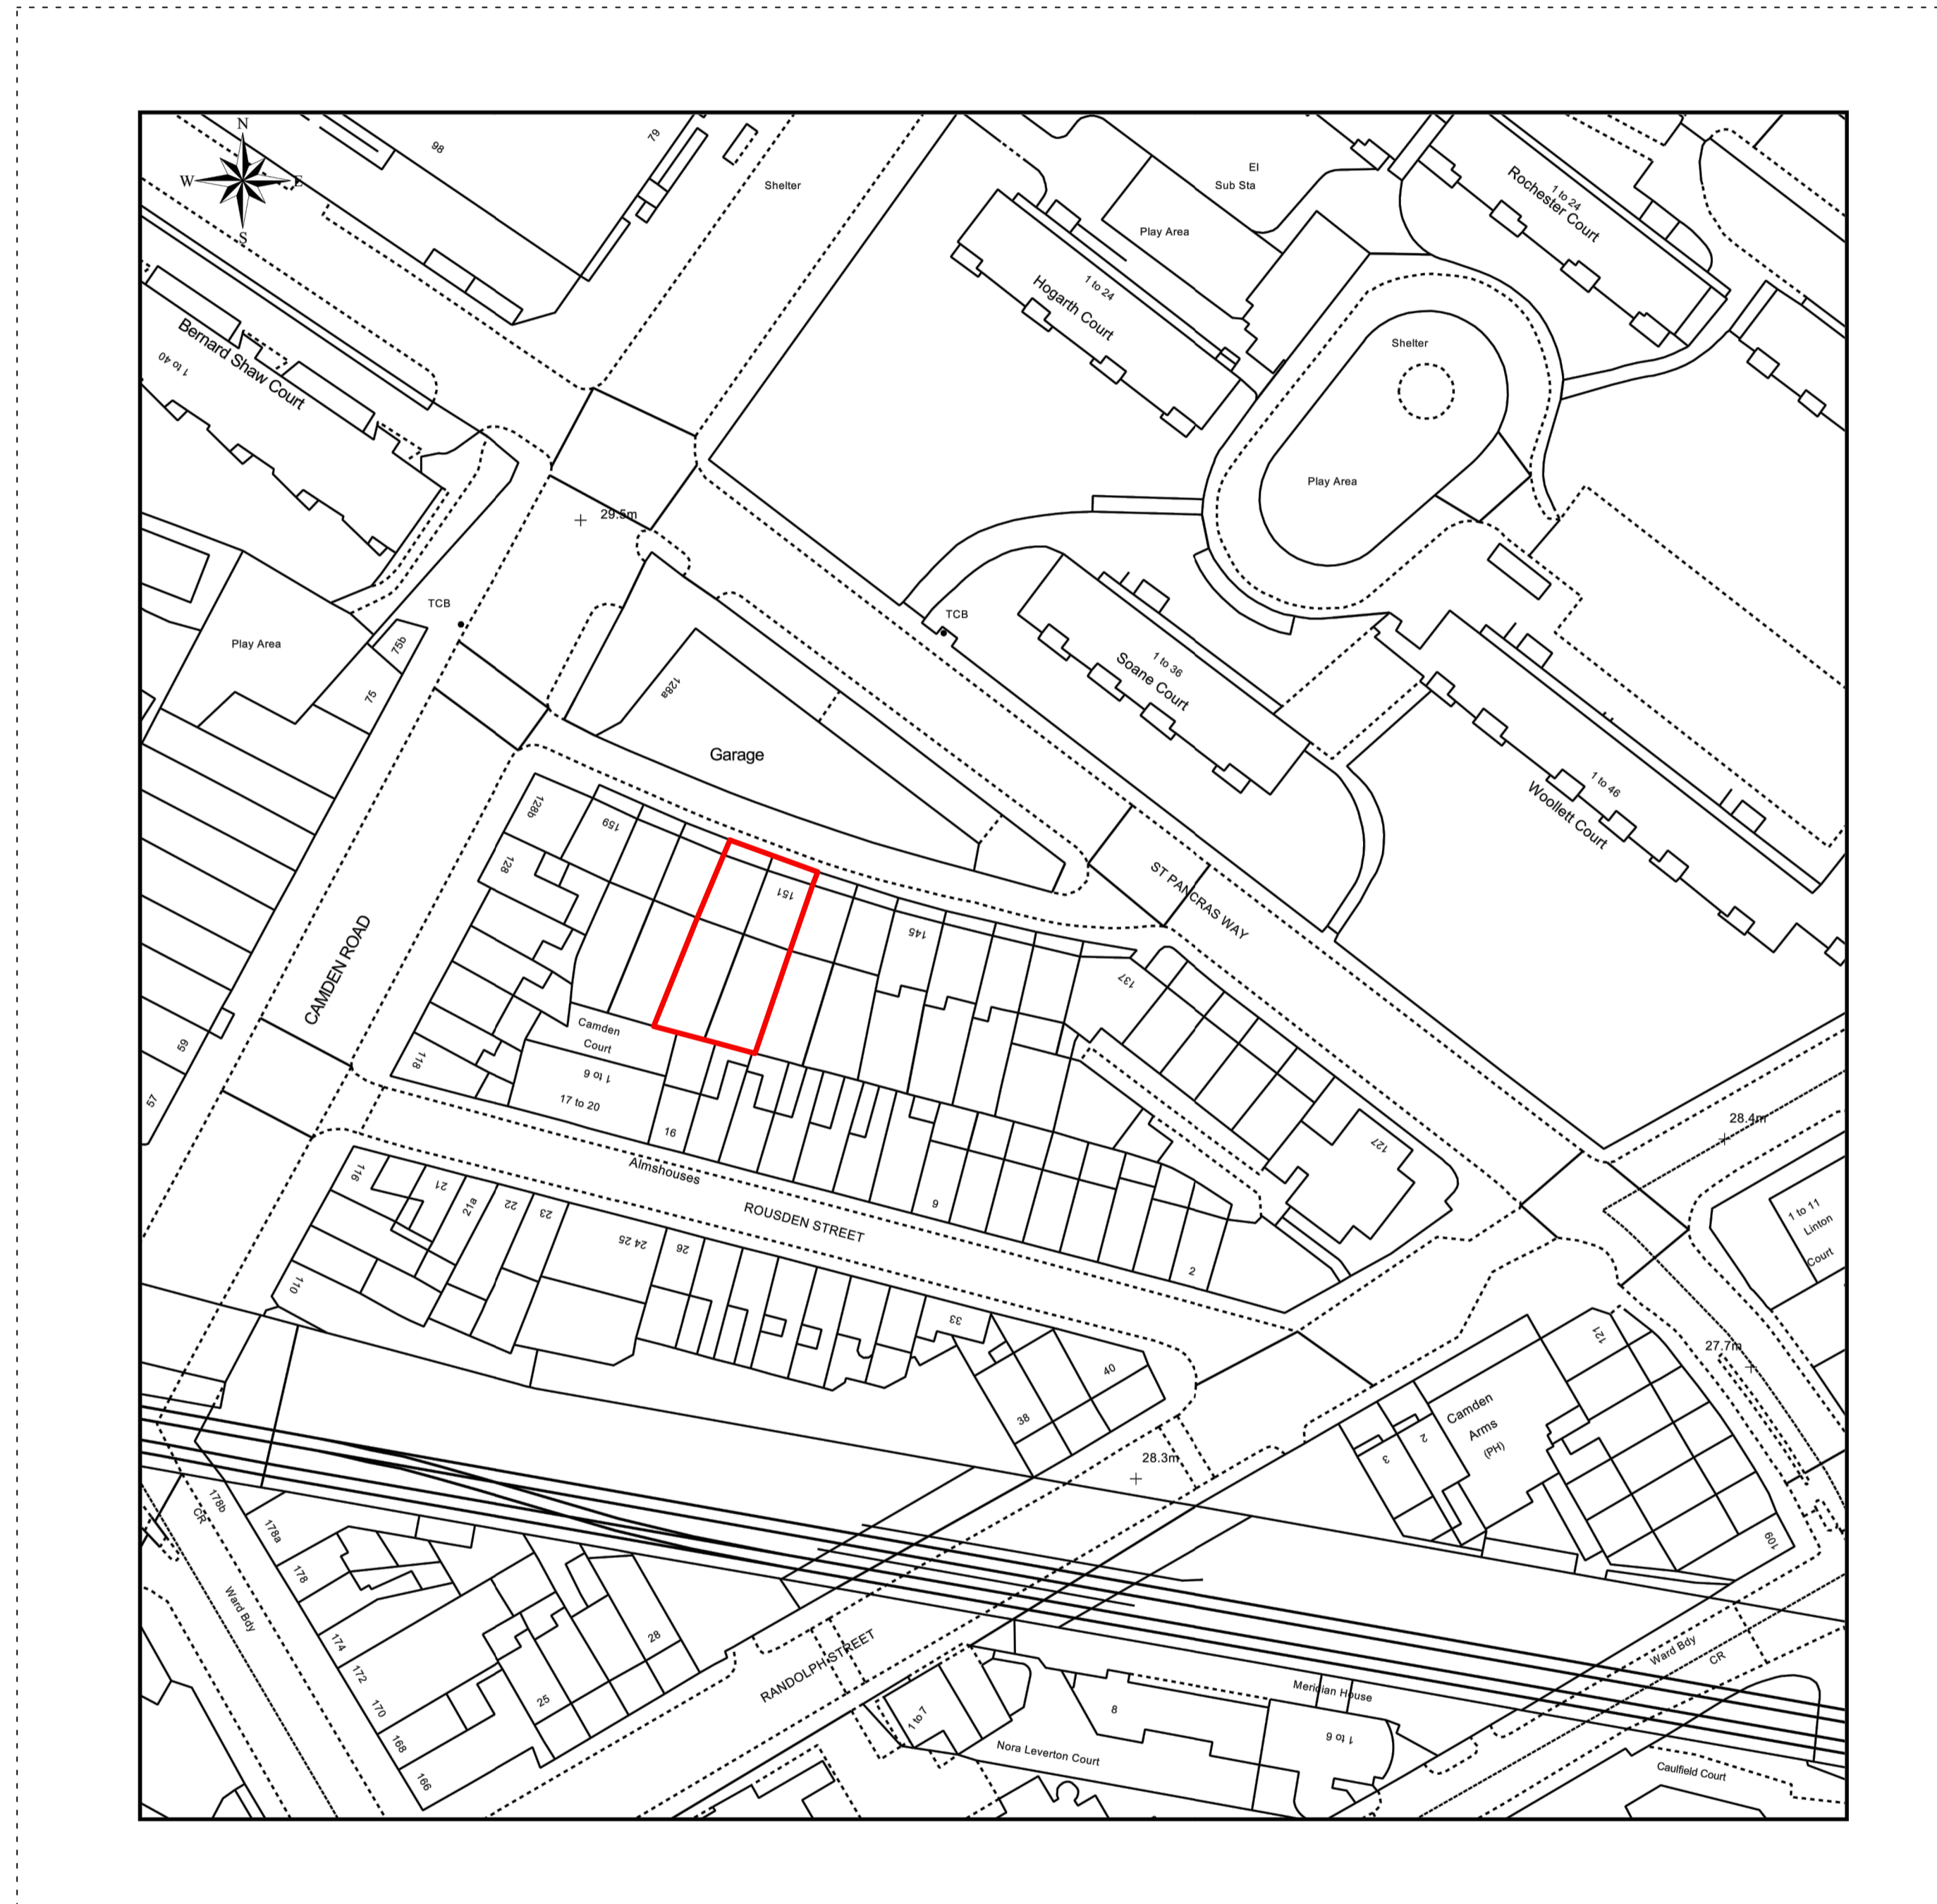 N
W
E
S
98
79
Shelter
El
Sub Sta
Play Area
1 to 24
Rochester Court
1 to 24
Hogarth Court
Shelter
Play Area
Bernard Shaw Court
1 to 40
29.5m
TCB
TCB
Play Area
75b
75
128a
Garage
1 to 36
Soane Court
1 to 46
Woollett Court
128b
159
128
151
145
137
ST PANCRAS WAY
CAMDEN ROAD
Camden
Court
1 to 6
17 to 20
118
16
59
57
127
28.4m
1 to 11
Linton
Court
Almshouses
ROUSDEN STREET
9
2
116
21
21a
22
23
24 25
26
33
110
40
38
28.3m
27.7m
121
Camden
Arms
(PH)
2
3
109
178b
CR
178a
178
174
172
170
168
166
Ward Bdy
28
25
RANDOLPH STREET
1 to 7
8
Meridian House
1 to 6
Nora Leverton Court
Ward Bdy
CR
Caulfield Court